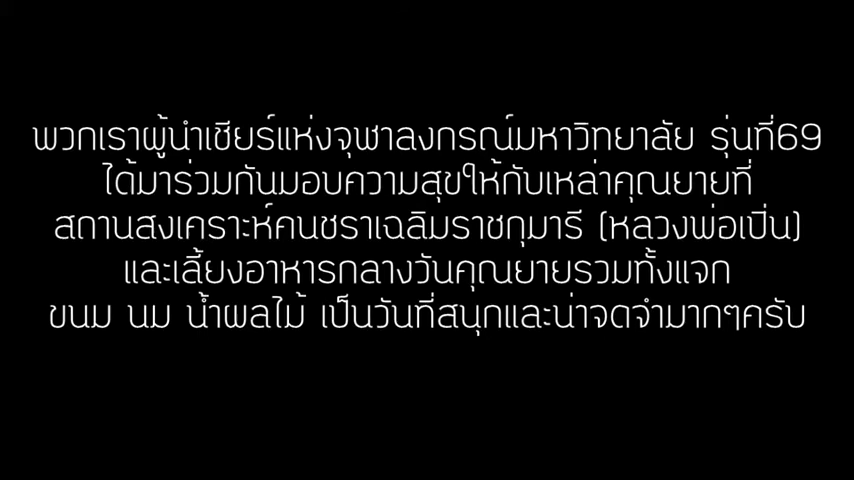 พวกเราผู้นำเชียร์แห่งจุฬาลงกรณ์มหาวิทยาลัย รุ่นที่69
ได้มาร่วมกันมอบความสุขให้กับเหล่าคุณยายที่
สถานสงเคราะห์คนชราเฉลิมราชกุมารี (หลวงพ่อเปิ่น)
และเลี้ยงอาหารกลางวันคุณยายรวมทั้งแจก
ขนม นม น้ำผลไม้ เป็นวันที่สนุกและน่าจดจำมากๆครับ